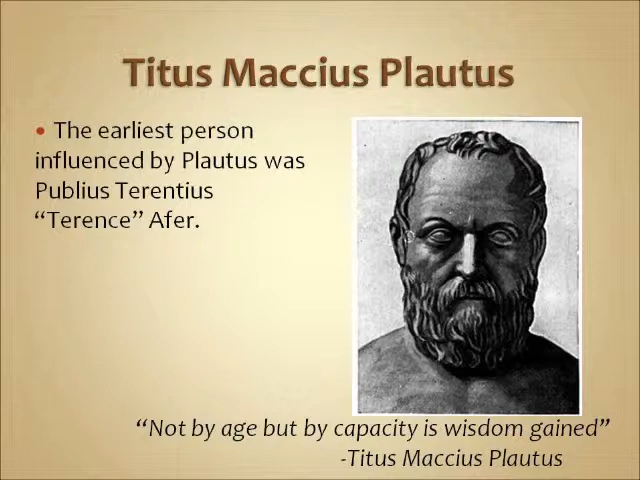 Titus Maccius Plautus
• The earliest person
influenced by Plautus was
Publius Terentius
“Terence” Afer.
“Not by age but by capacity is wisdom gained”
-Titus Maccius Plautus